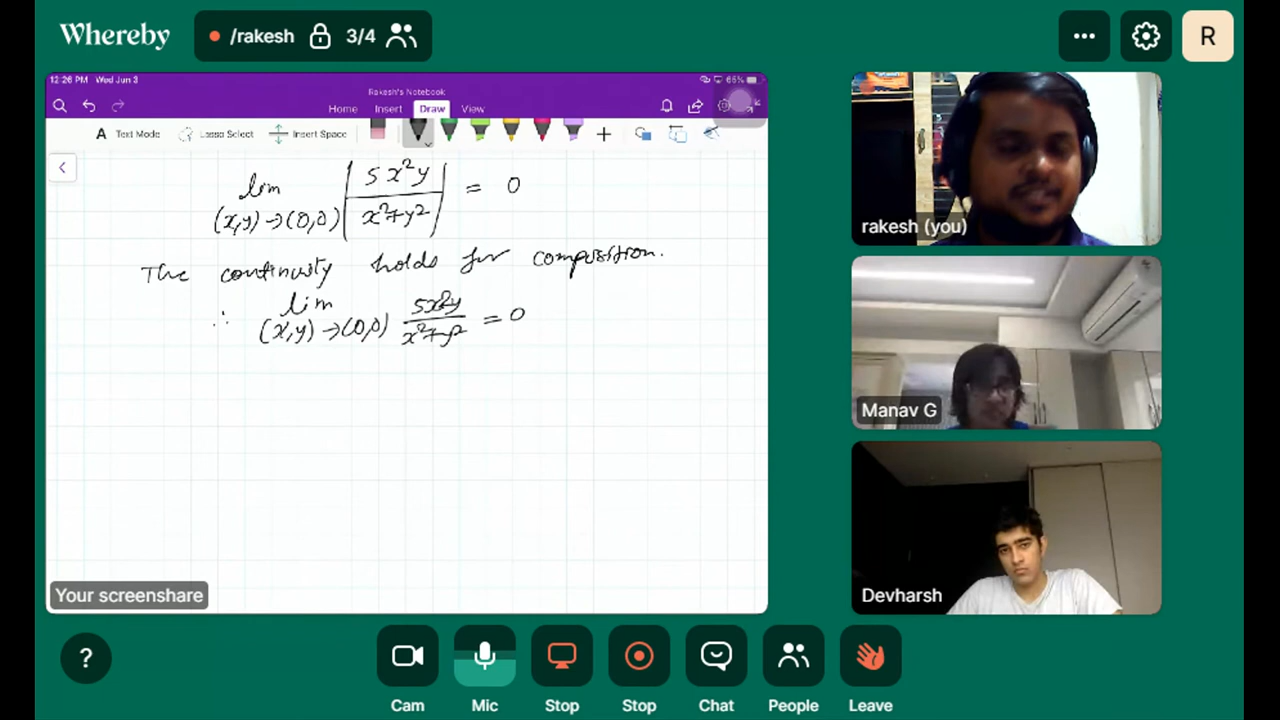 Whereby
/rakesh 3/4
R
12:26 PM Wed Jun 3
65%
Rakesh's Notebook
Home Insert Draw View
A Text Mode Lasso Select Insert Space
lim (x,y)→(0,0) |5x²y / x²+y²| = 0
The continuity holds for composition.
∴ lim (x,y)→(0,0) 5x²y / x²+y² = 0
Your screenshare
rakesh (you)
Manav G
Devharsh
?
Cam Mic Stop Stop Chat People Leave